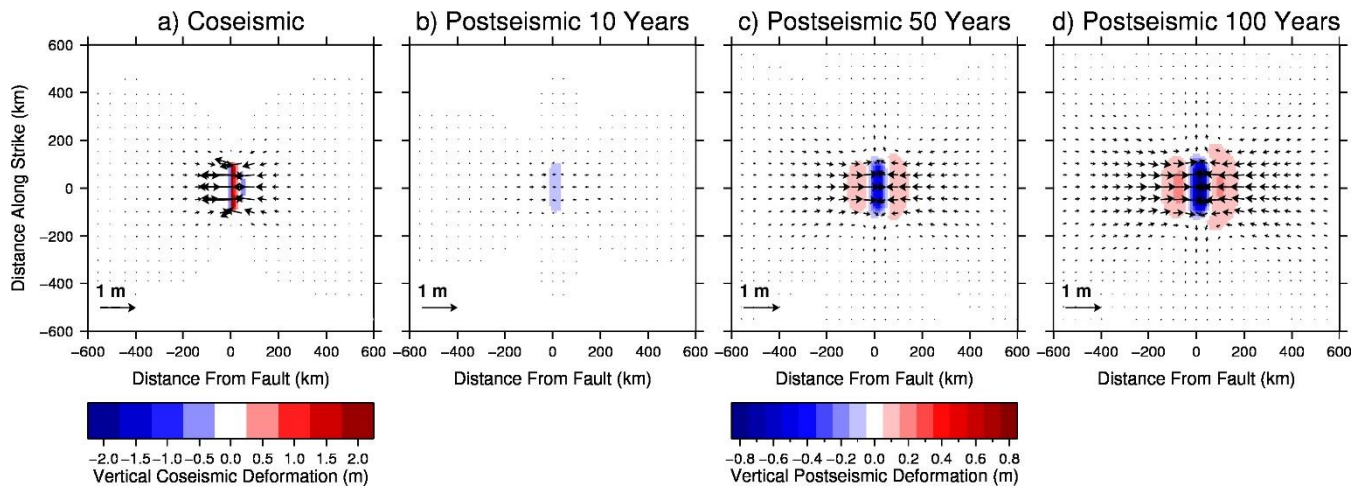 a) Coseismic
b) Postseismic 10 Years
c) Postseismic 50 Years
d) Postseismic 100 Years
Distance Along Strike (km)
600
400
200
0
−200
−400
−600
1 m
1 m
1 m
1 m
−600 −400 −200 0 200 400 600
−600 −400 −200 0 200 400 600
−600 −400 −200 0 200 400 600
−600 −400 −200 0 200 400 600
Distance From Fault (km)
Distance From Fault (km)
Distance From Fault (km)
Distance From Fault (km)
−2.0 −1.5 −1.0 −0.5 0.0 0.5 1.0 1.5 2.0
Vertical Coseismic Deformation (m)
−0.8 −0.6 −0.4 −0.2 0.0 0.2 0.4 0.6 0.8
Vertical Postseismic Deformation (m)